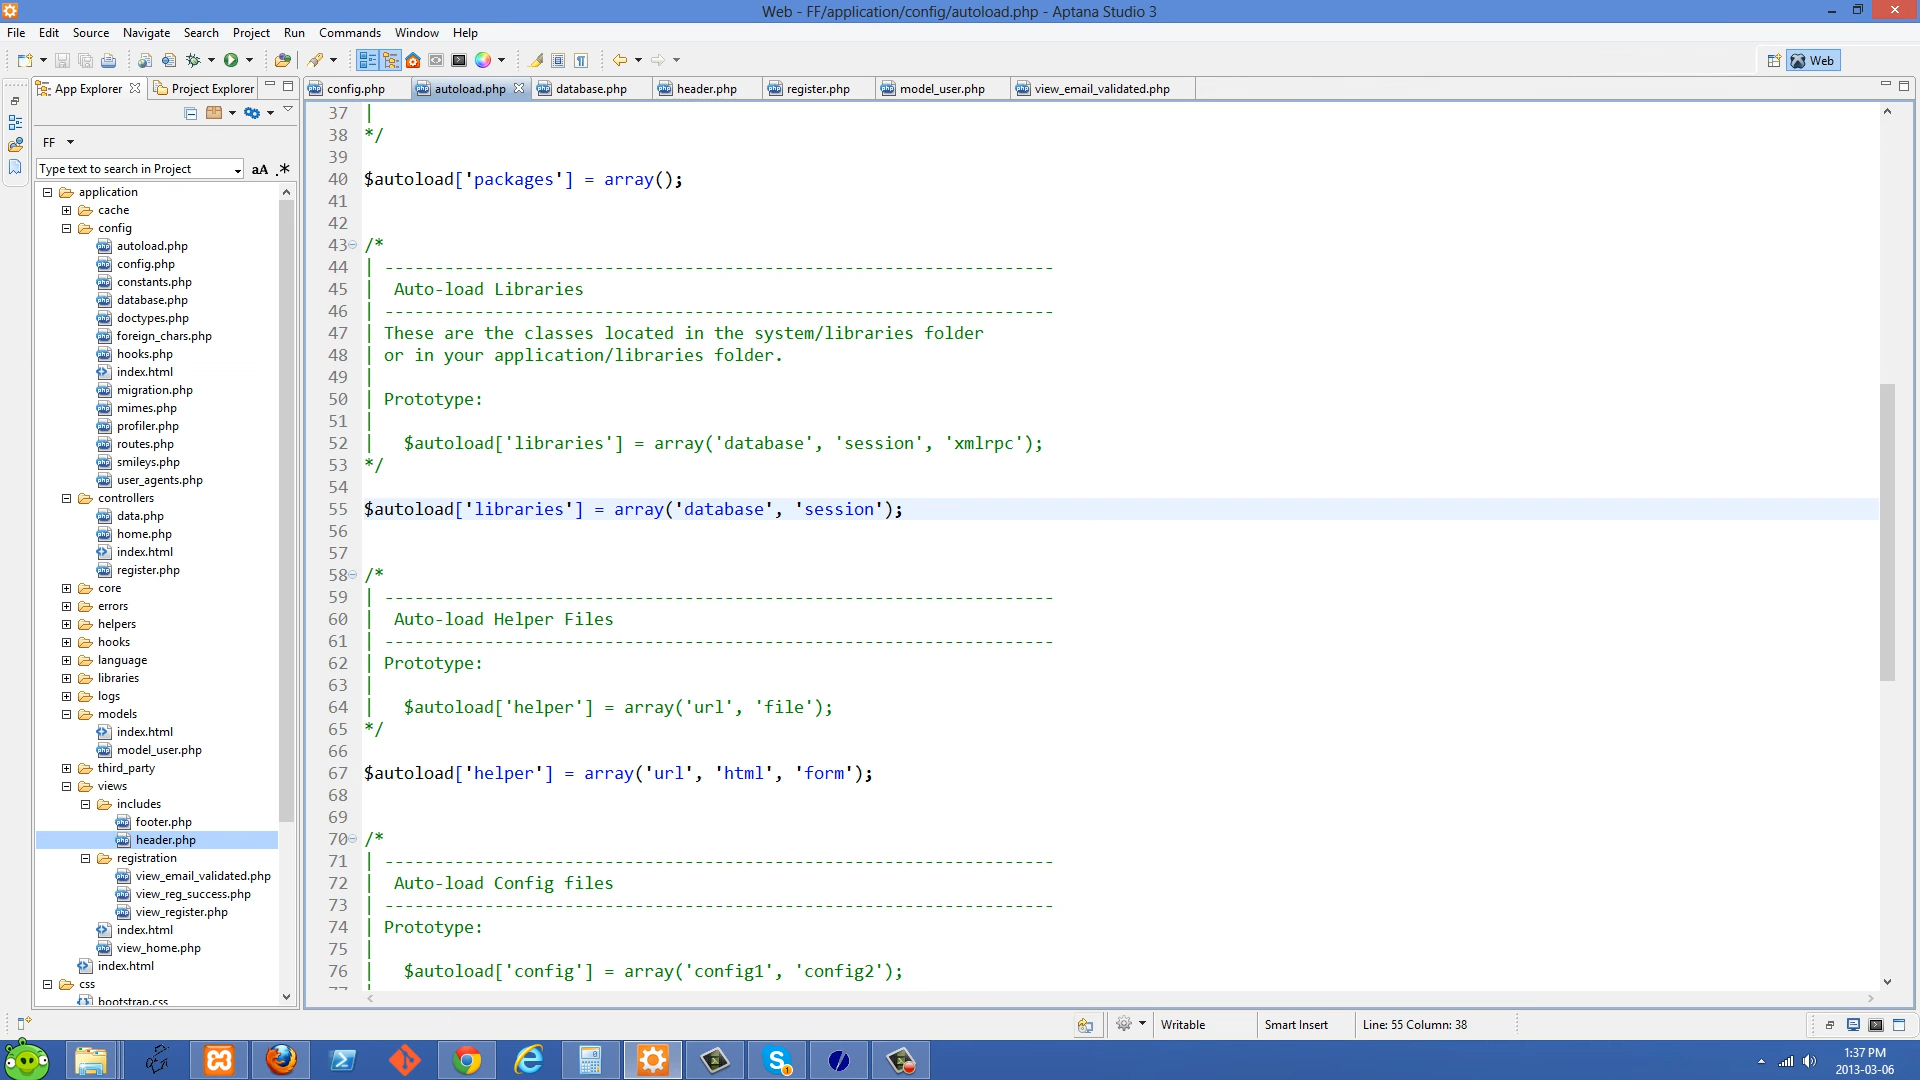 Web - FF/application/config/autoload.php - Aptana Studio 3
File Edit Source Navigate Search Project Run Commands Window Help
Web
App Explorer Project Explorer
config.php autoload.php database.php header.php register.php model_user.php view_email_validated.php
FF
Type text to search in Project aA .*
application
cache
config
autoload.php
config.php
constants.php
database.php
doctypes.php
foreign_chars.php
hooks.php
index.html
migration.php
mimes.php
profiler.php
routes.php
smileys.php
user_agents.php
controllers
data.php
home.php
index.html
register.php
core
errors
helpers
hooks
language
libraries
logs
models
index.html
model_user.php
third_party
views
includes
footer.php
header.php
registration
view_email_validated.php
view_reg_success.php
view_register.php
index.html
view_home.php
index.html
css
bootstrap.css
37 |
38 */
39
40 $autoload['packages'] = array();
41
42
43 /*
44 | -------------------------------------------------------------------
45 |  Auto-load Libraries
46 | -------------------------------------------------------------------
47 | These are the classes located in the system/libraries folder
48 | or in your application/libraries folder.
49 |
50 | Prototype:
51 |
52 |   $autoload['libraries'] = array('database', 'session', 'xmlrpc');
53 */
54
55 $autoload['libraries'] = array('database', 'session');
56
57
58 /*
59 | -------------------------------------------------------------------
60 |  Auto-load Helper Files
61 | -------------------------------------------------------------------
62 | Prototype:
63 |
64 |   $autoload['helper'] = array('url', 'file');
65 */
66
67 $autoload['helper'] = array('url', 'html', 'form');
68
69
70 /*
71 | -------------------------------------------------------------------
72 |  Auto-load Config files
73 | -------------------------------------------------------------------
74 | Prototype:
75 |
76 |   $autoload['config'] = array('config1', 'config2');
77 |
Writable Smart Insert Line: 55 Column: 38
1:37 PM
2013-03-06